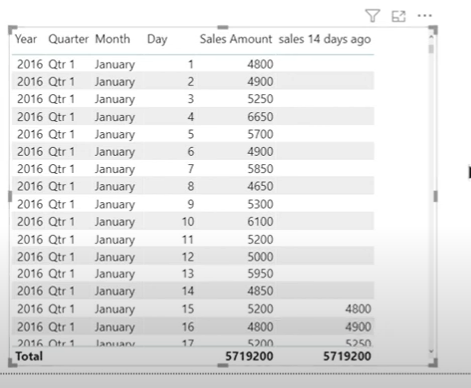 Year Quarter Month Day Sales Amount sales 14 days ago
2016 Qtr 1 January 1 4800
2016 Qtr 1 January 2 4900
2016 Qtr 1 January 3 5250
2016 Qtr 1 January 4 6650
2016 Qtr 1 January 5 5700
2016 Qtr 1 January 6 4900
2016 Qtr 1 January 7 5850
2016 Qtr 1 January 8 4650
2016 Qtr 1 January 9 5300
2016 Qtr 1 January 10 6100
2016 Qtr 1 January 11 5200
2016 Qtr 1 January 12 5000
2016 Qtr 1 January 13 5950
2016 Qtr 1 January 14 4850
2016 Qtr 1 January 15 5200 4800
2016 Qtr 1 January 16 4800 4900
2016 Qtr 1 January 17 5200 5250
Total 5719200 5719200